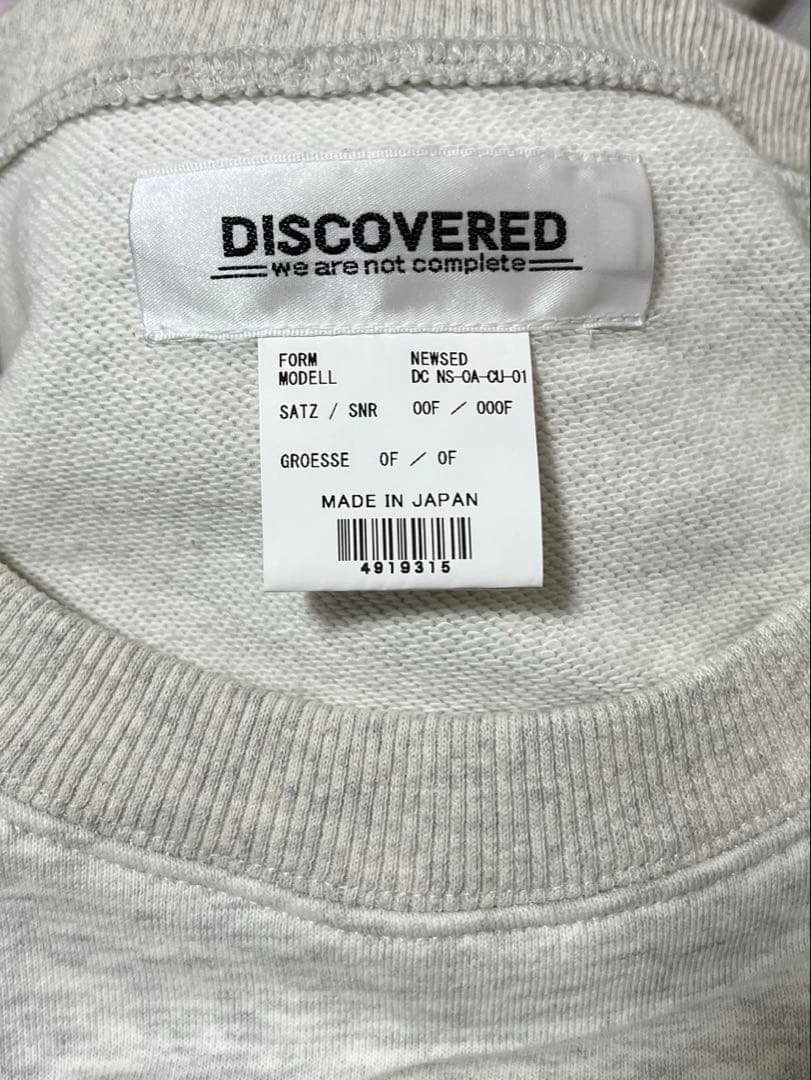 DISCOVERED
we are not complete
FORM NEWSED
MODELL DC NS-OA-CU-01
SATZ / SNR 00F / 000F
GROESSE 0F / 0F
MADE IN JAPAN
4919315